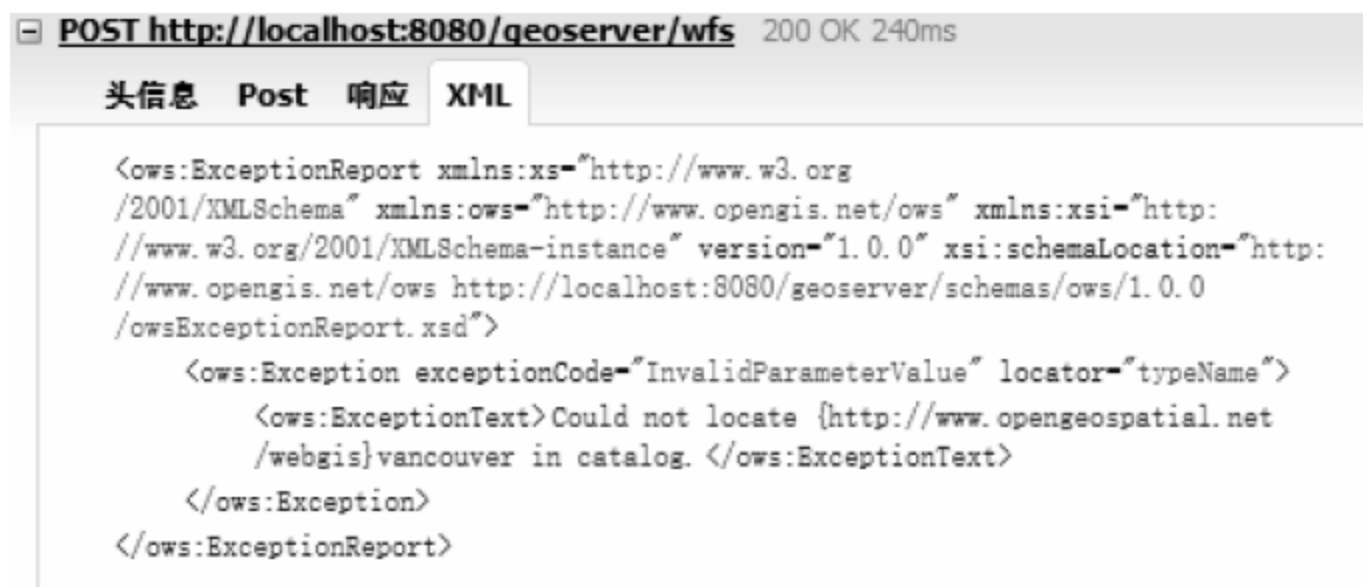 POST http://localhost:8080/geoserver/wfs 200 OK 240ms
头信息 Post 响应 XML
<ows:ExceptionReport xmlns:xs="http://www.w3.org
/2001/XMLSchema" xmlns:ows="http://www.opengis.net/ows" xmlns:xsi="http:
//www.w3.org/2001/XMLSchema-instance" version="1.0.0" xsi:schemaLocation="http:
//www.opengis.net/ows http://localhost:8080/geoserver/schemas/ows/1.0.0
/owsExceptionReport.xsd">
<ows:Exception exceptionCode="InvalidParameterValue" locator="typeName">
<ows:ExceptionText>Could not locate {http://www.opengeospatial.net
/webgis}vancouver in catalog.</ows:ExceptionText>
</ows:Exception>
</ows:ExceptionReport>